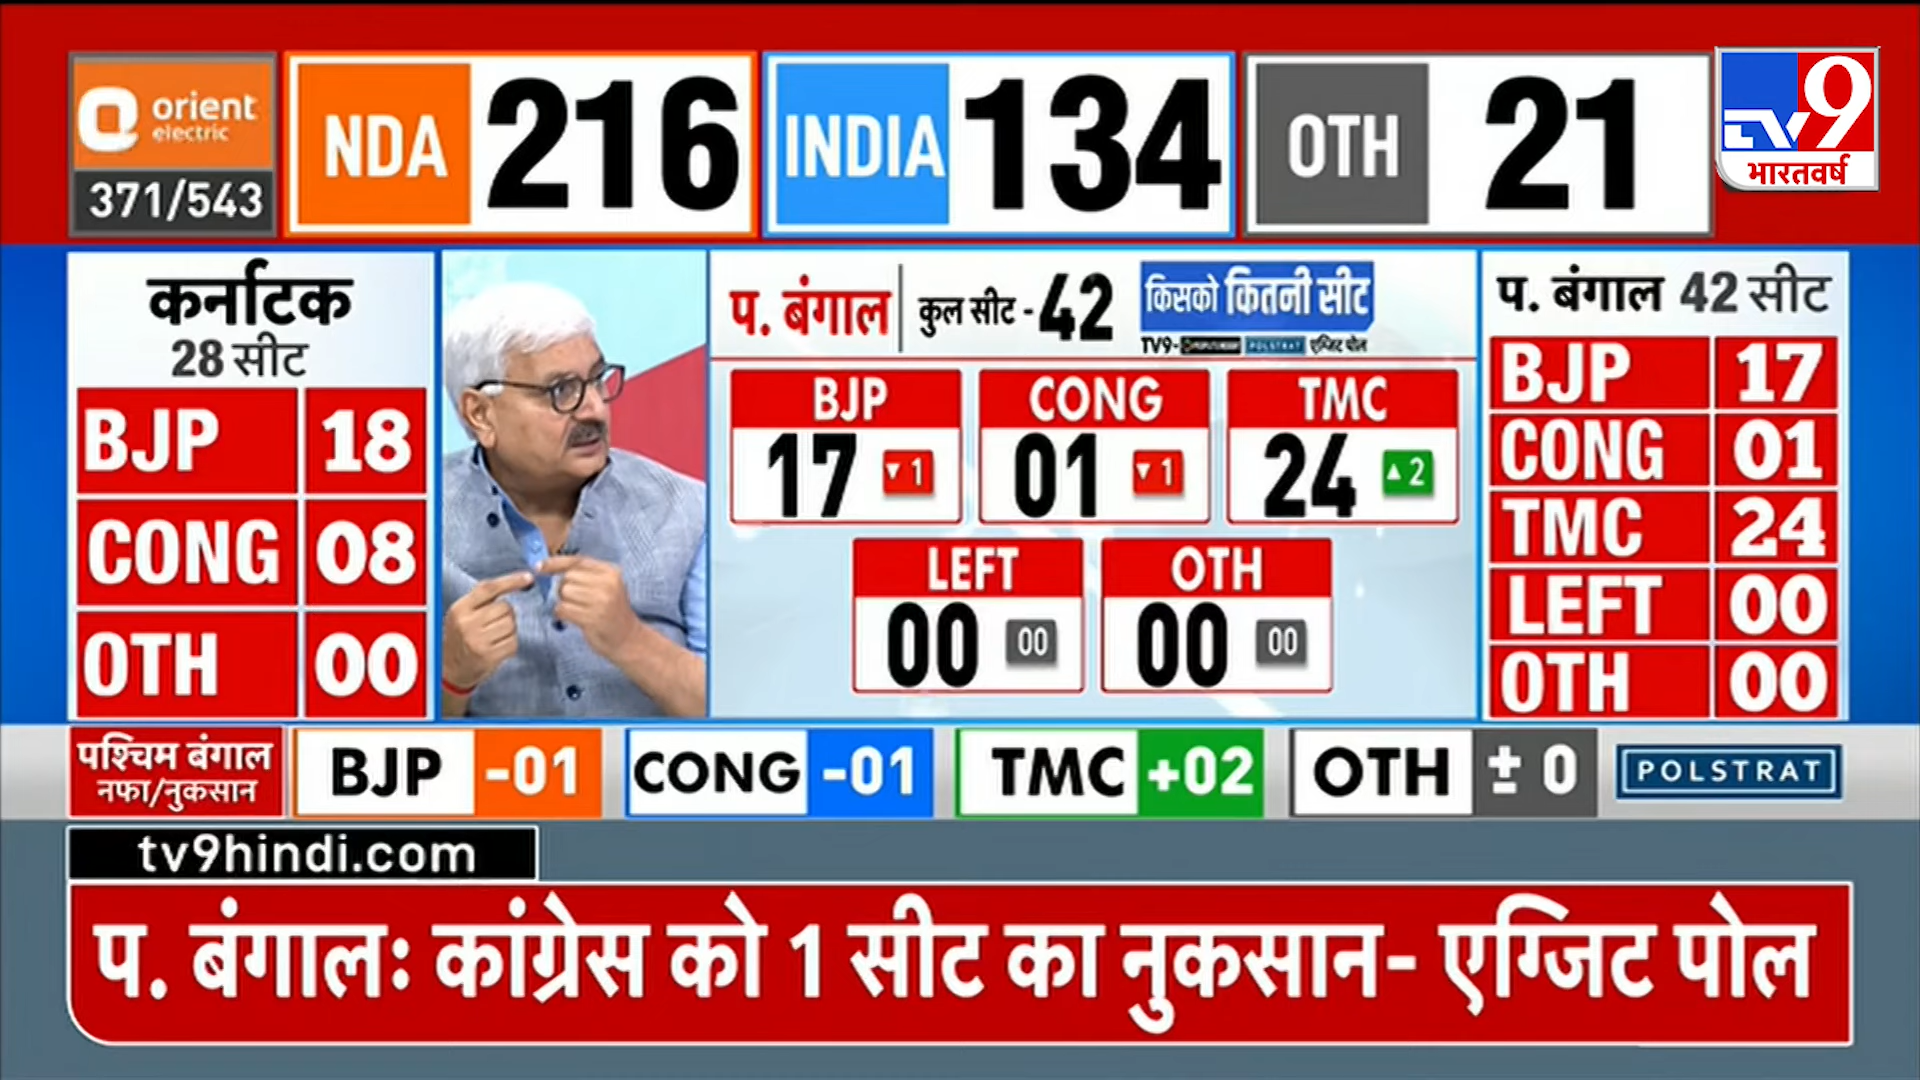 orient
electric
371/543
NDA 216
INDIA 134
OTH 21
TV9
भारतवर्ष
कर्नाटक
28 सीट
BJP 18
CONG 08
OTH 00
प. बंगाल
कुल सीट - 42
किसको कितनी सीट
TV9- POLSTRAT एग्जिट पोल
BJP
17 ▼1
CONG
01 ▼1
TMC
24 ▲2
LEFT
00 00
OTH
00 00
प. बंगाल 42 सीट
BJP 17
CONG 01
TMC 24
LEFT 00
OTH 00
पश्चिम बंगाल
नफा/नुकसान
BJP -01
CONG -01
TMC +02
OTH ± 0
POLSTRAT
tv9hindi.com
प. बंगालः कांग्रेस को 1 सीट का नुकसान- एग्जिट पोल